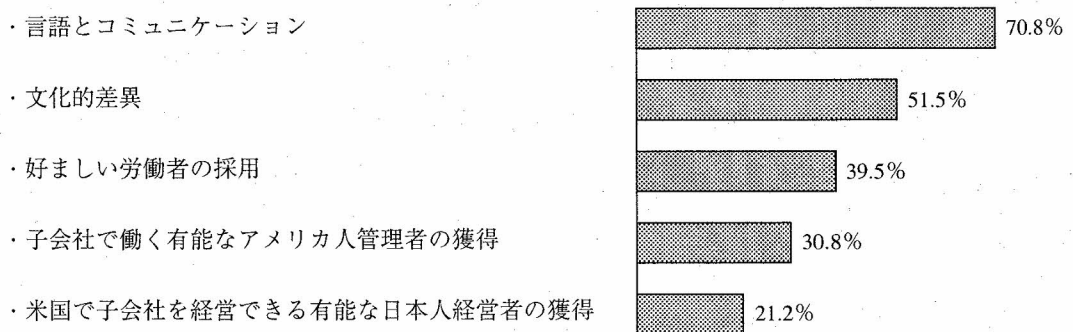 ・言語とコミュニケーション 70.8%
・文化的差異 51.5%
・好ましい労働者の採用 39.5%
・子会社で働く有能なアメリカ人管理者の獲得 30.8%
・米国で子会社を経営できる有能な日本人経営者の獲得 21.2%